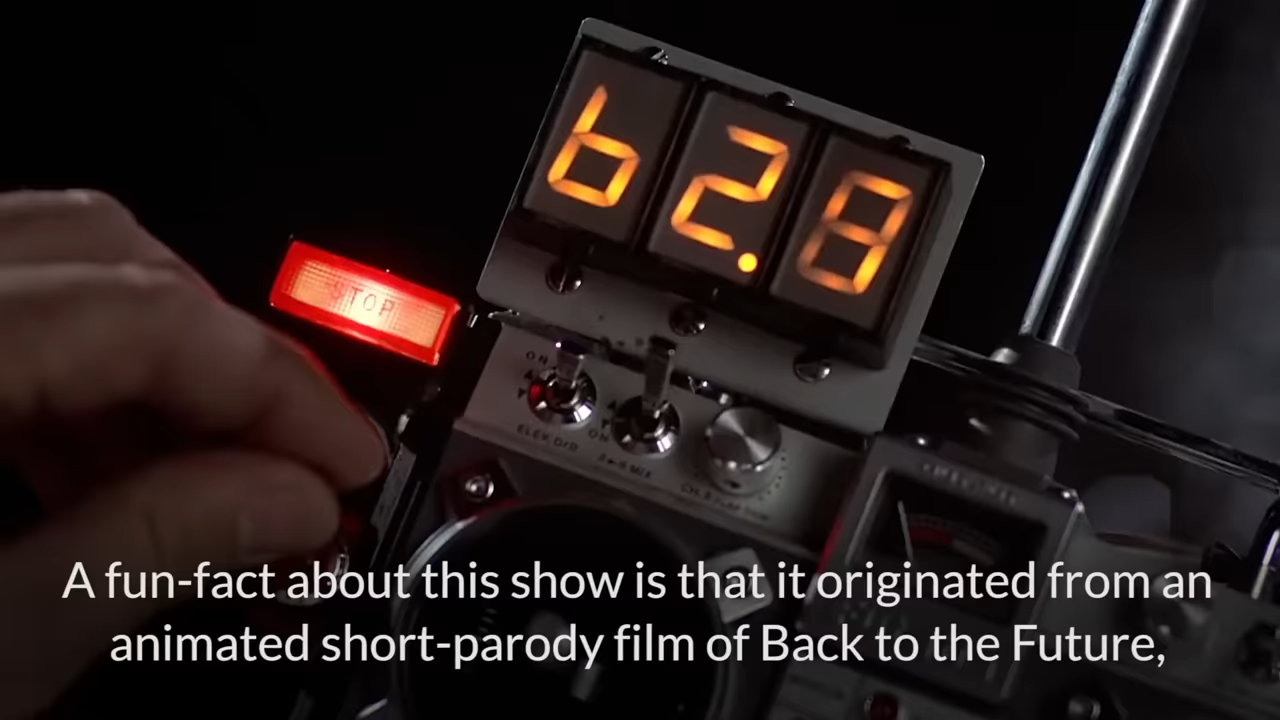 62.8
STOP
ON
ON
A fun-fact about this show is that it originated from an
animated short-parody film of Back to the Future,